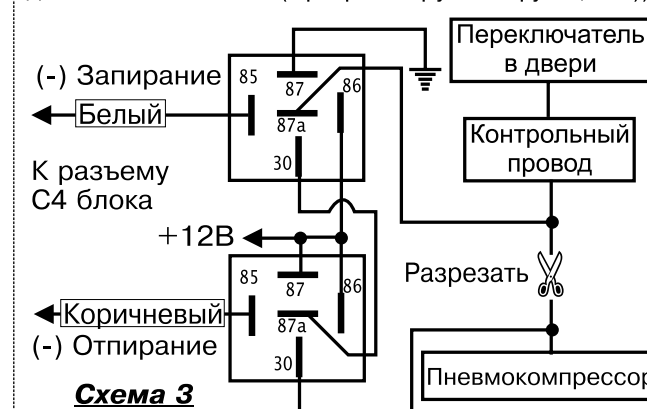 (-) Запирание
Белый
К разъему
С4 блока
+12В
Коричневый
(-) Отпирание
Схема 3
85
87
86
87a
30
85
87
86
87a
30
Переключатель
в двери
Контрольный
провод
Разрезать
Пневмокомпрессор